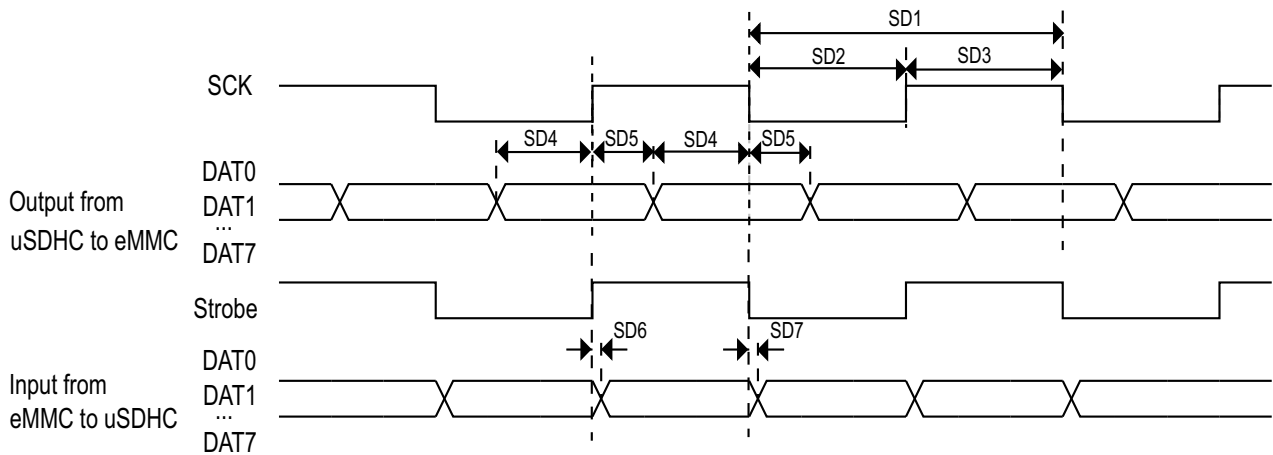 SD1
SD2 SD3
SCK
SD4 SD5 SD4 SD5
DAT0
Output from DAT1
...
uSDHC to eMMC
DAT7
Strobe
SD6 SD7
DAT0
Input from DAT1
...
eMMC to uSDHC
DAT7